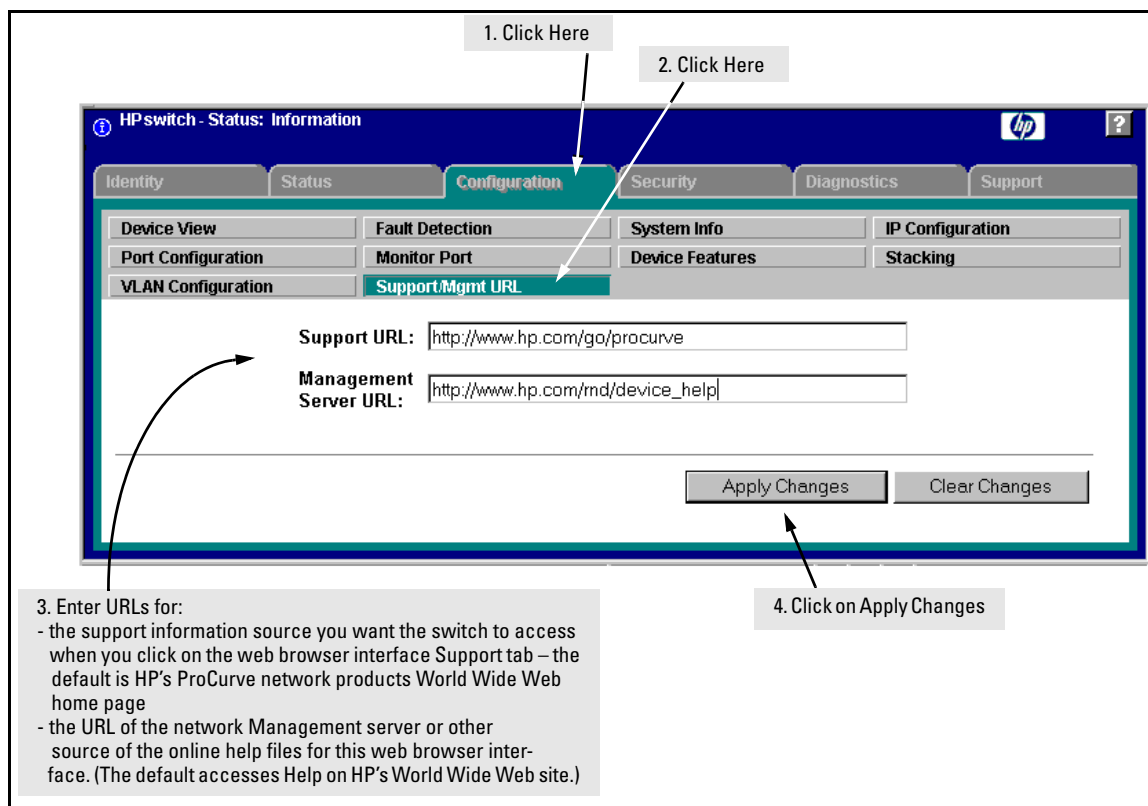 1. Click Here
2. Click Here
HPswitch - Status: Information
hp
?
Identity
Status
Configuration
Security
Diagnostics
Support
Device View
Fault Detection
System Info
IP Configuration
Port Configuration
Monitor Port
Device Features
Stacking
VLAN Configuration
Support/Mgmt URL
Support URL:
http://www.hp.com/go/procurve
Management
Server URL:
http://www.hp.com/rnd/device_help
Apply Changes
Clear Changes
3. Enter URLs for:
- the support information source you want the switch to access
when you click on the web browser interface Support tab – the
default is HP's ProCurve network products World Wide Web
home page
- the URL of the network Management server or other
source of the online help files for this web browser inter-
face. (The default accesses Help on HP's World Wide Web site.)
4. Click on Apply Changes